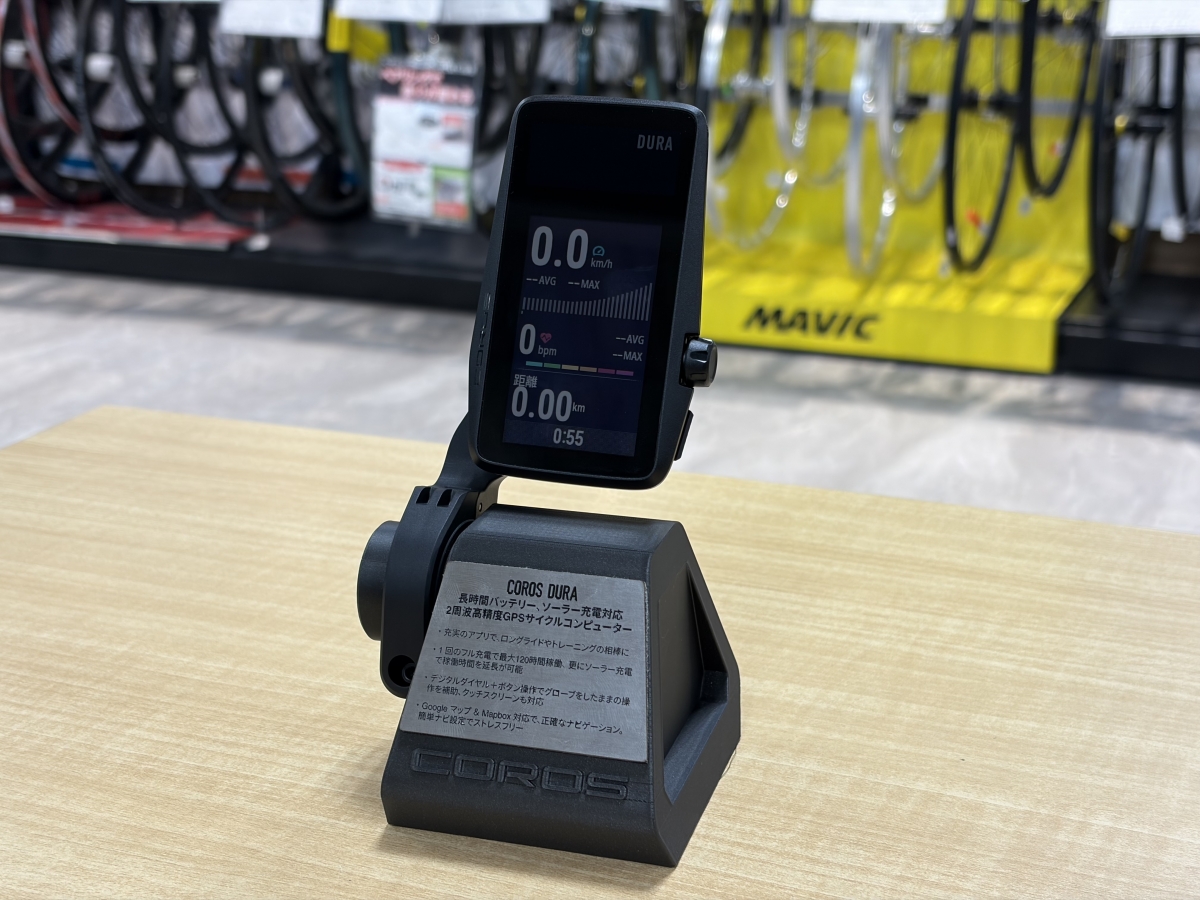 DURA
0.0 km/h
--AVG --MAX
0 bpm
--AVG
--MAX
距離
0.00 km
0:55
MAVIC
COROS DURA
長時間バッテリー、ソーラー充電対応
2周波高精度GPSサイクルコンピューター
・充実のアプリで、ロングライドやトレーニングの相棒に
・1回のフル充電で最大120時間稼働、更にソーラー充電
で稼働時間を延長が可能
・デジタルダイヤル+ボタン操作でグローブをしたままの操
作を補助、タッチスクリーンも対応
・Google マップ & Mapbox 対応で、正確なナビゲーション。
簡単ナビ設定でストレスフリー
COROS